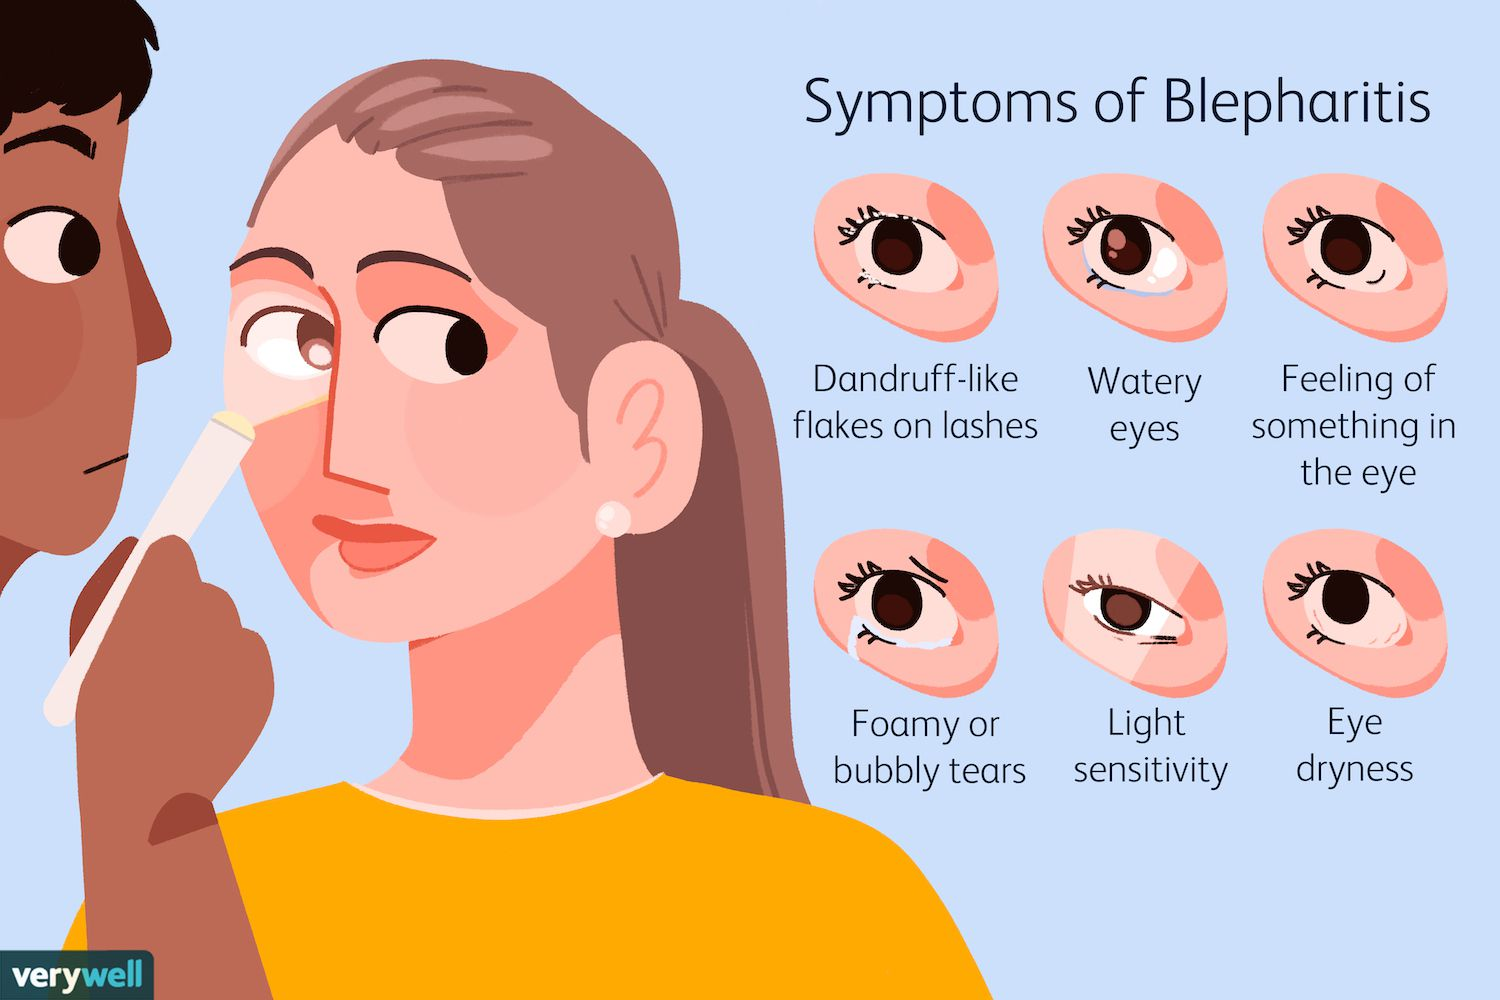 Symptoms of Blepharitis
Dandruff-like
flakes on lashes
Watery
eyes
Feeling of
something in
the eye
Foamy or
bubbly tears
Light
sensitivity
Eye
dryness
verywell